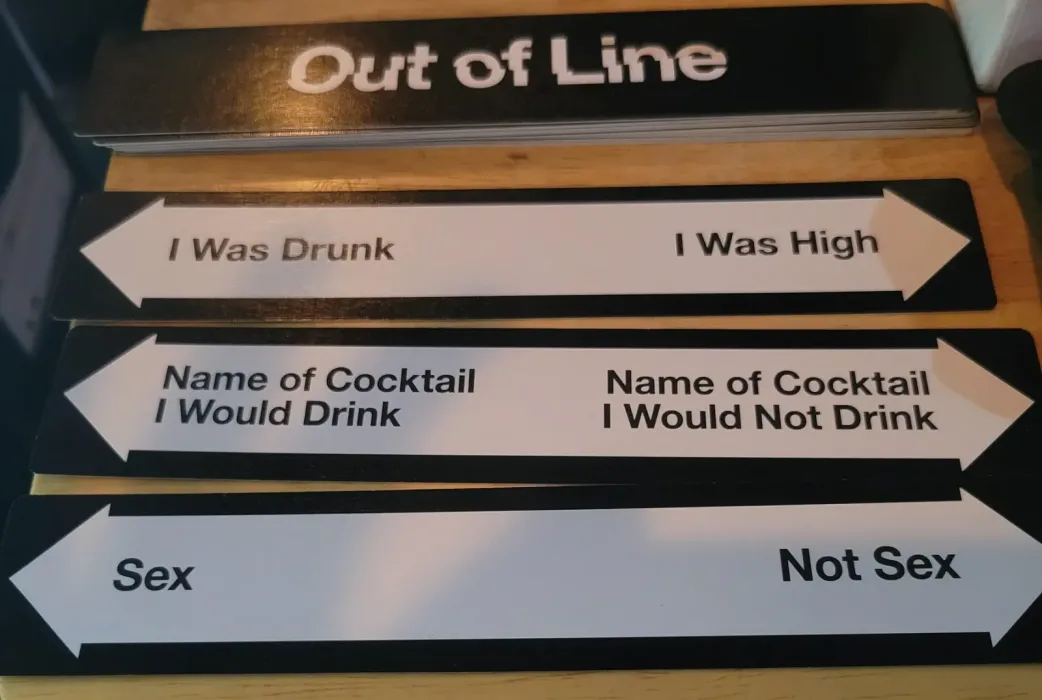 Out of Line
I Was Drunk
I Was High
Name of Cocktail
I Would Drink
Name of Cocktail
I Would Not Drink
Sex
Not Sex